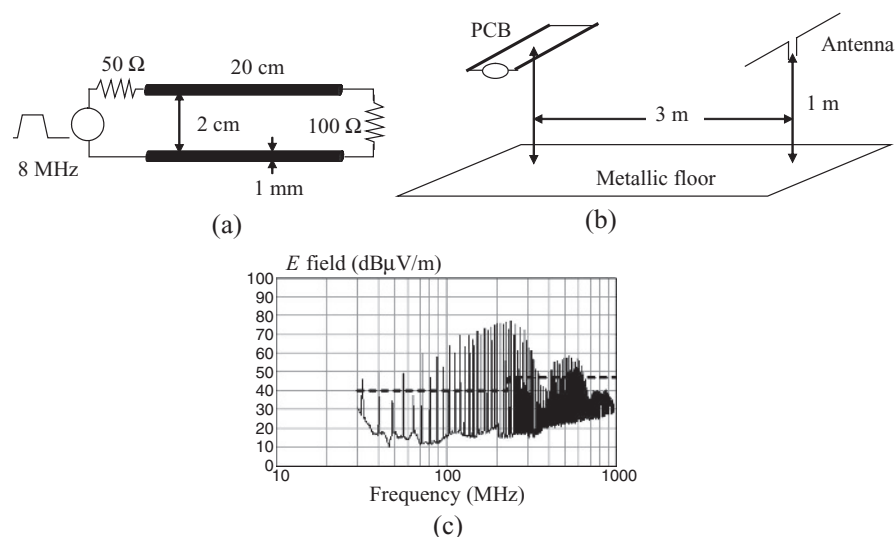 50 Ω
20 cm
2 cm
100 Ω
8 MHz
1 mm
(a)
PCB
Antenna
3 m
1 m
Metallic floor
(b)
E field (dBµV/m)
100
90
80
70
60
50
40
30
20
10
0
10
100
1000
Frequency (MHz)
(c)